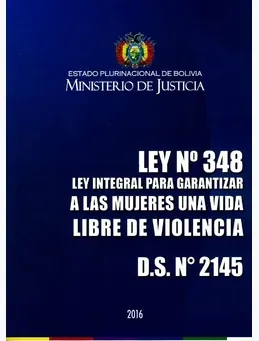 ESTADO PLURINACIONAL DE BOLIVIA
MINISTERIO DE JUSTICIA
LEY Nº 348
LEY INTEGRAL PARA GARANTIZAR
A LAS MUJERES UNA VIDA
LIBRE DE VIOLENCIA
D.S. N° 2145
2016